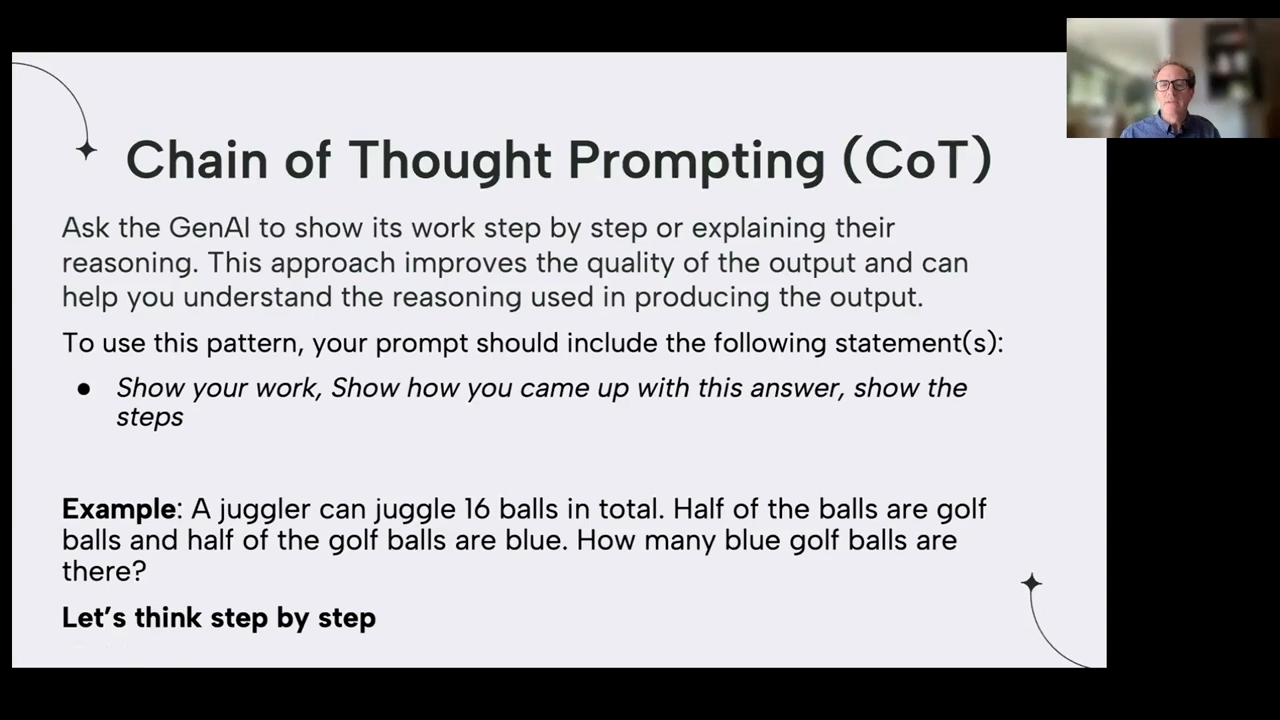 Chain of Thought Prompting (CoT)
Ask the GenAI to show its work step by step or explaining their
reasoning. This approach improves the quality of the output and can
help you understand the reasoning used in producing the output.
To use this pattern, your prompt should include the following statement(s):
● Show your work, Show how you came up with this answer, show the
steps
Example: A juggler can juggle 16 balls in total. Half of the balls are golf
balls and half of the golf balls are blue. How many blue golf balls are
there?
Let's think step by step